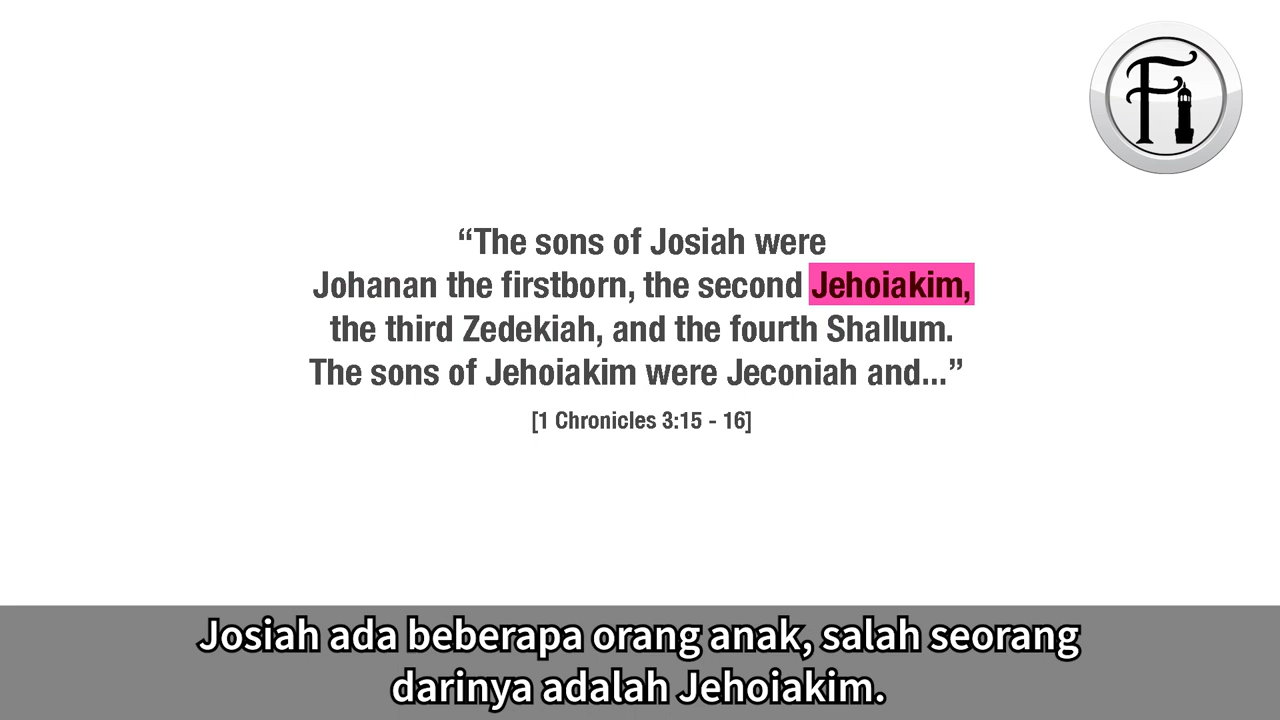 Fi
“The sons of Josiah were
Johanan the firstborn, the second Jehoiakim,
the third Zedekiah, and the fourth Shallum.
The sons of Jehoiakim were Jeconiah and...”
[1 Chronicles 3:15 - 16]
Josiah ada beberapa orang anak, salah seorang
darinya adalah Jehoiakim.